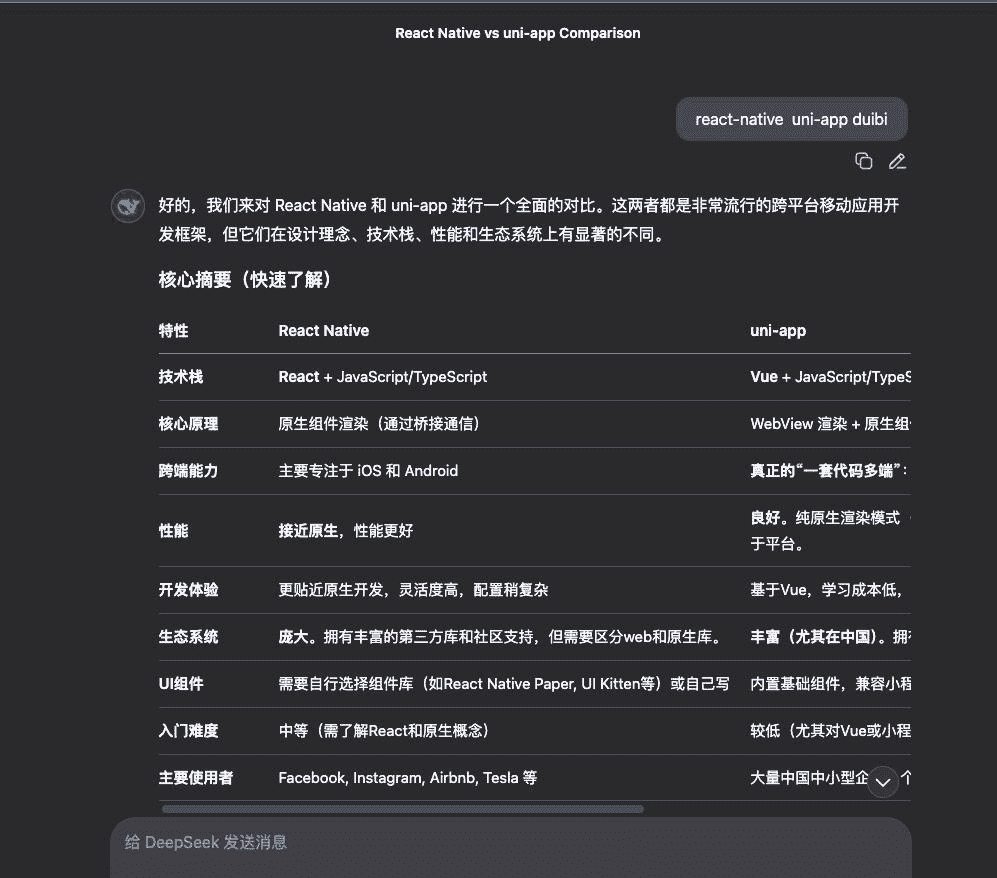 React Native vs uni-app Comparison
react-native  uni-app duibi
好的，我们来对 React Native 和 uni-app 进行一个全面的对比。这两者都是非常流行的跨平台移动应用开
发框架，但它们在设计理念、技术栈、性能和生态系统上有显著的不同。
核心摘要（快速了解）
特性 React Native uni-app
技术栈 React + JavaScript/TypeScript Vue + JavaScript/TypeS
核心原理 原生组件渲染（通过桥接通信） WebView 渲染 + 原生组
跨端能力 主要专注于 iOS 和 Android 真正的“一套代码多端”：
性能 接近原生，性能更好 良好。纯原生渲染模式
于平台。
开发体验 更贴近原生开发，灵活度高，配置稍复杂 基于Vue，学习成本低，
生态系统 庞大。拥有丰富的第三方库和社区支持，但需要区分web和原生库。 丰富（尤其在中国）。拥有
UI组件 需要自行选择组件库（如React Native Paper, UI Kitten等）或自己写 内置基础组件，兼容小程
入门难度 中等（需了解React和原生概念） 较低（尤其对Vue或小程
主要使用者 Facebook, Instagram, Airbnb, Tesla 等 大量中国中小型企 个
给 DeepSeek 发送消息